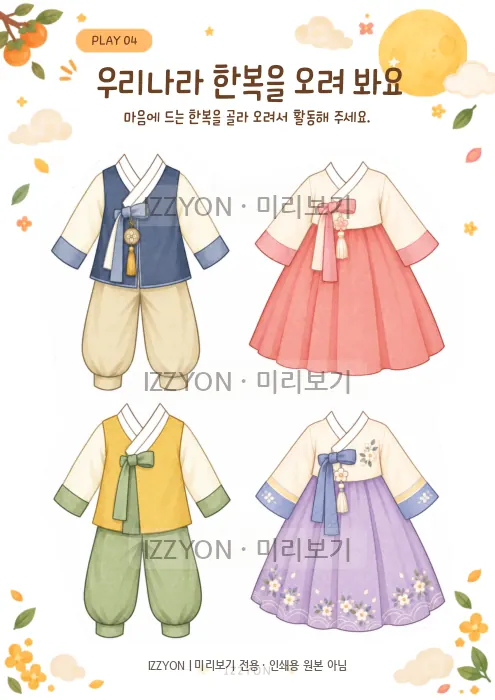 PLAY 04
우리나라 한복을 오려 봐요
마음에 드는 한복을 골라 오려서 활동해 주세요.
IZZYON · 미리보기
IZZYON · 미리보기
IZZYON · 미리보기
IZZYON | 미리보기 전용 · 인쇄용 원본 아님
IZZYON